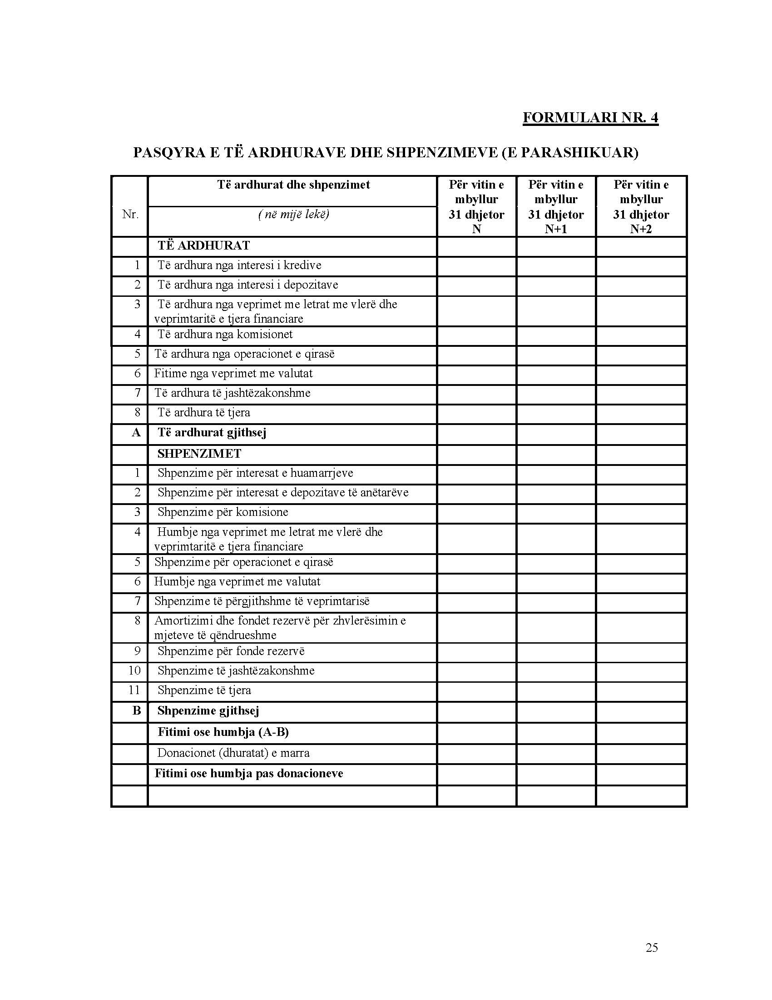 FORMULARI NR. 4
PASQYRA E TË ARDHURAVE DHE SHPENZIMEVE (E PARASHIKUAR)
Nr.
Të ardhurat dhe shpenzimet
( në mijë lekë)
Për vitin e
mbyllur
31 dhjetor
N
Për vitin e
mbyllur
31 dhjetor
N+1
Për vitin e
mbyllur
31 dhjetor
N+2
TË ARDHURAT
1 Të ardhura nga interesi i kredive
2 Të ardhura nga interesi i depozitave
3 Të ardhura nga veprimet me letrat me vlerë dhe
veprimtaritë e tjera financiare
4 Të ardhura nga komisionet
5 Të ardhura nga operacionet e qirasë
6 Fitime nga veprimet me valutat
7 Të ardhura të jashtëzakonshme
8 Të ardhura të tjera
A Të ardhurat gjithsej
SHPENZIMET
1 Shpenzime për interesat e huamarrjeve
2 Shpenzime për interesat e depozitave të anëtarëve
3 Shpenzime për komisione
4 Humbje nga veprimet me letrat me vlerë dhe
veprimtaritë e tjera financiare
5 Shpenzime për operacionet e qirasë
6 Humbje nga veprimet me valutat
7 Shpenzime të përgjithshme të veprimtarisë
8 Amortizimi dhe fondet rezervë për zhvlerësimin e
mjeteve të qëndrueshme
9 Shpenzime për fonde rezervë
10 Shpenzime të jashtëzakonshme
11 Shpenzime të tjera
B Shpenzime gjithsej
Fitimi ose humbja (A-B)
Donacionet (dhuratat) e marra
Fitimi ose humbja pas donacioneve
25